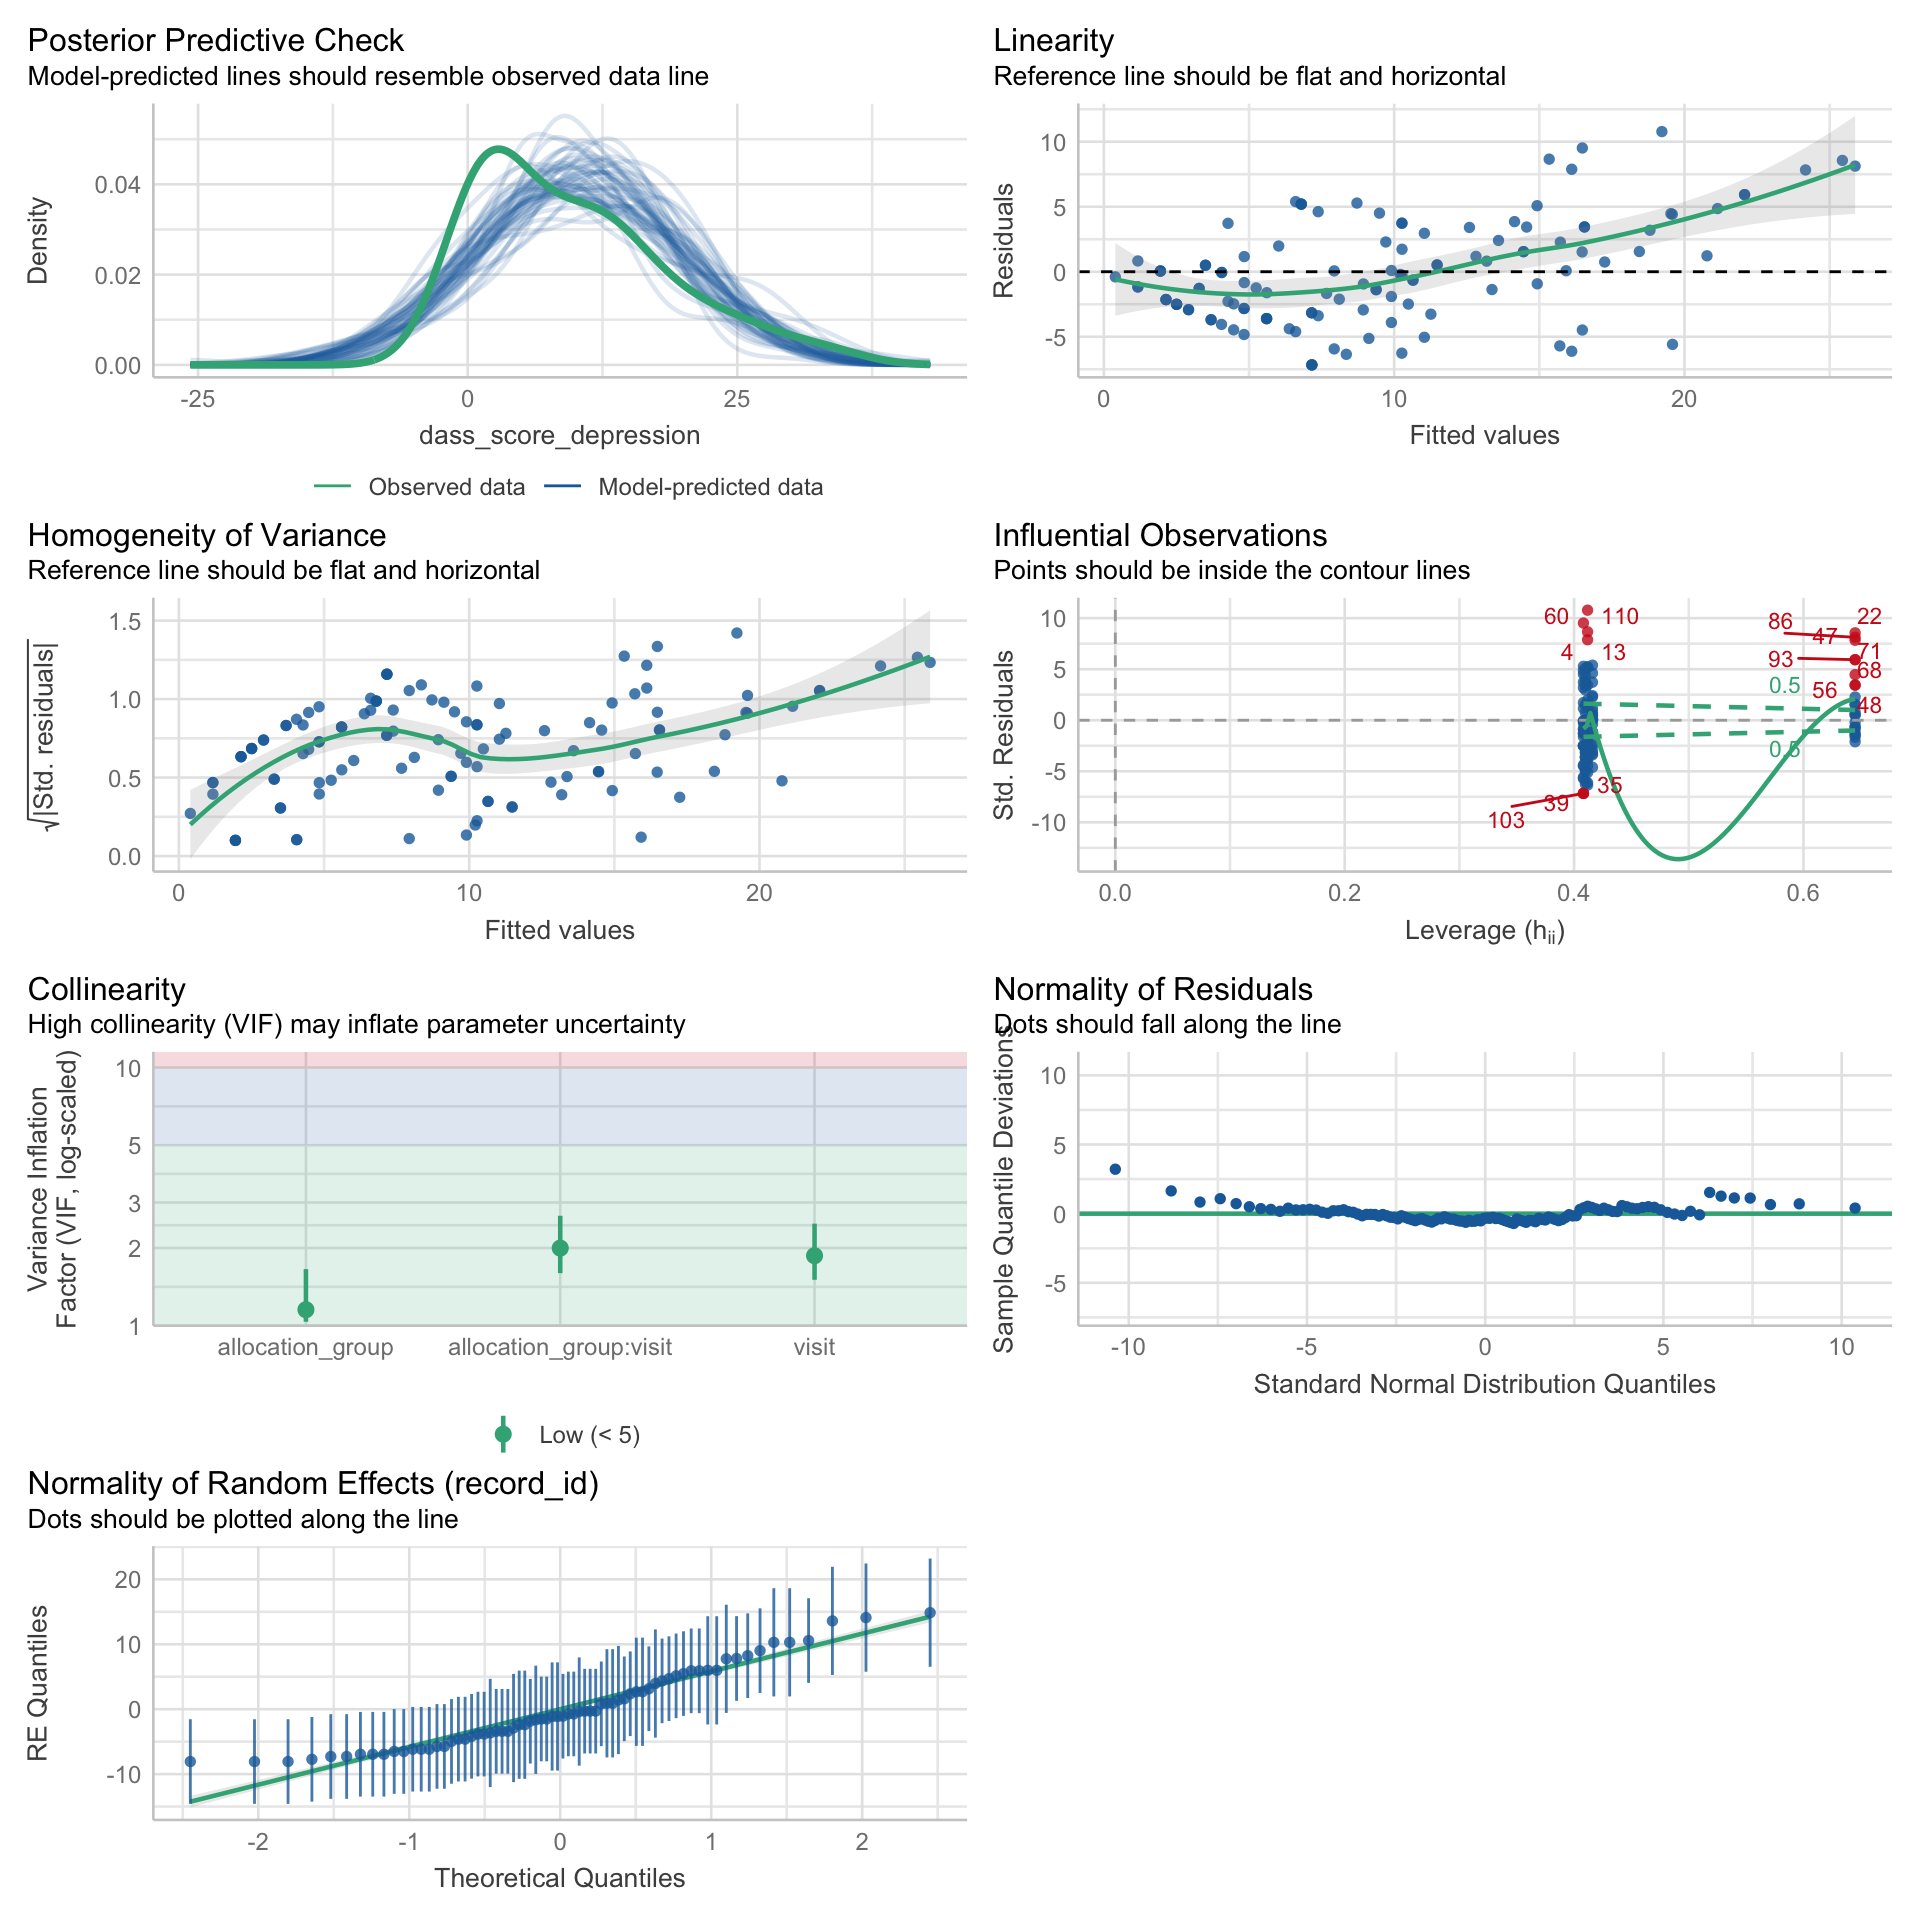 Posterior Predictive Check
Model-predicted lines should resemble observed data line
Density
0.04
0.02
0.00
-25
0
25
dass_score_depression
Observed data
Model-predicted data
Linearity
Reference line should be flat and horizontal
Residuals
10
5
0
-5
0
10
20
Fitted values
Homogeneity of Variance
Reference line should be flat and horizontal
√|Std. residuals|
1.5
1.0
0.5
0.0
0
10
20
Fitted values
Influential Observations
Points should be inside the contour lines
Std. Residuals
10
5
0
-5
-10
60
110
86
22
47
4
13
71
93
68
0.5
56
48
0.5
35
39
103
0.0
0.2
0.4
0.6
Leverage (hii)
Collinearity
High collinearity (VIF) may inflate parameter uncertainty
Variance Inflation
Factor (VIF, log-scaled)
10
5
3
2
1
allocation_group
allocation_group:visit
visit
Low (< 5)
Normality of Residuals
Dots should fall along the line
Sample Quantile Deviations
10
5
0
-5
-10
-5
0
5
10
Standard Normal Distribution Quantiles
Normality of Random Effects (record_id)
Dots should be plotted along the line
RE Quantiles
20
10
0
-10
-2
-1
0
1
2
Theoretical Quantiles